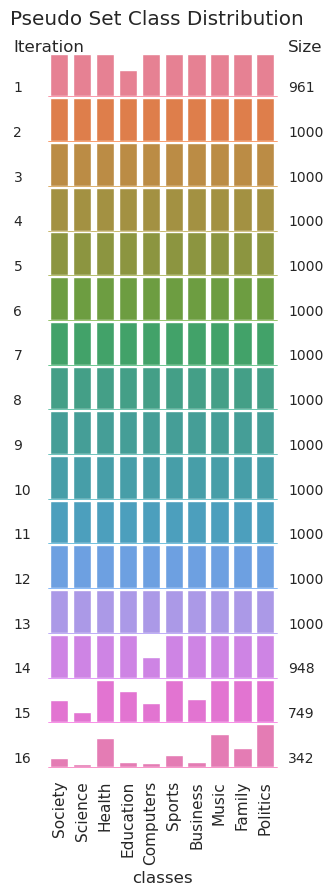 Pseudo Set Class Distribution
Iteration Size
1 961
2 1000
3 1000
4 1000
5 1000
6 1000
7 1000
8 1000
9 1000
10 1000
11 1000
12 1000
13 1000
14 948
15 749
16 342
Society
Science
Health
Education
Computers
Sports
Business
Music
Family
Politics
classes